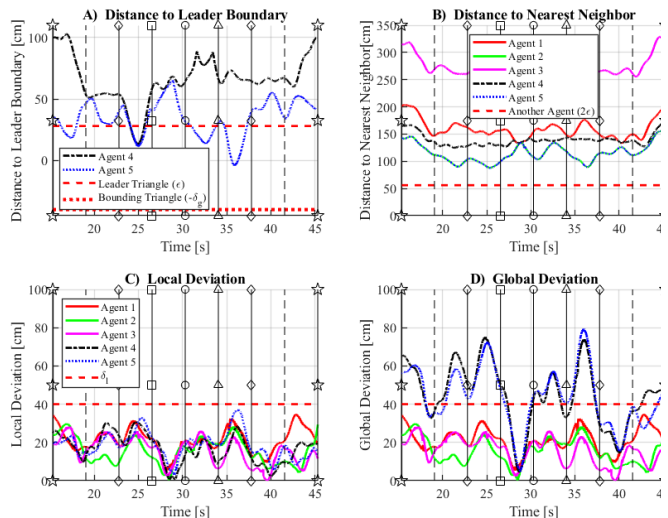 A) Distance to Leader Boundary
Distance to Leader Boundary [cm]
100
50
0
Agent 4
Agent 5
Leader Triangle (ϵ)
Bounding Triangle (-δm)
20 25 30 35 40 45
Time [s]
B) Distance to Nearest Neighbor
Distance to Nearest Neighbor[cm]
350
300
250
200
150
100
50
0
Agent 1
Agent 2
Agent 3
Agent 4
Agent 5
Another Agent (2ϵ)
20 25 30 35 40 45
Time [s]
C) Local Deviation
Local Deviation [cm]
100
80
60
40
20
0
Agent 1
Agent 2
Agent 3
Agent 4
Agent 5
δl
20 25 30 35 40 45
Time [s]
D) Global Deviation
Global Deviation [cm]
100
80
60
40
20
0
20 25 30 35 40 45
Time [s]